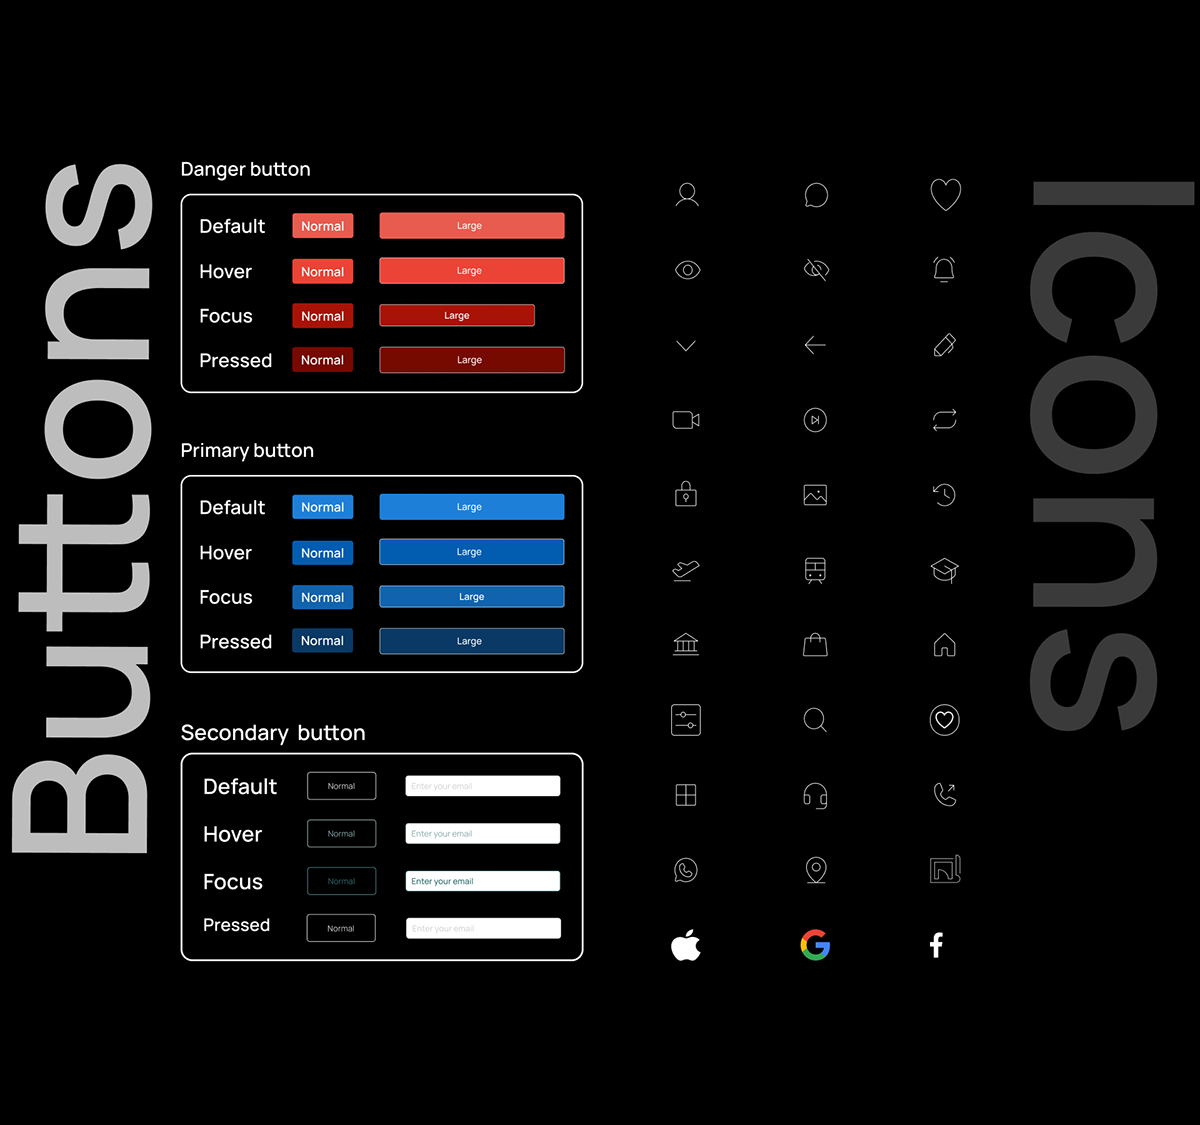 Buttons
Danger button
Default Normal Large
Hover Normal Large
Focus Normal Large
Pressed Normal Large
Primary button
Default Normal Large
Hover Normal Large
Focus Normal Large
Pressed Normal Large
Secondary button
Default Normal Enter your email
Hover Normal Enter your email
Focus Normal Enter your email
Pressed Normal Enter your email
Icons